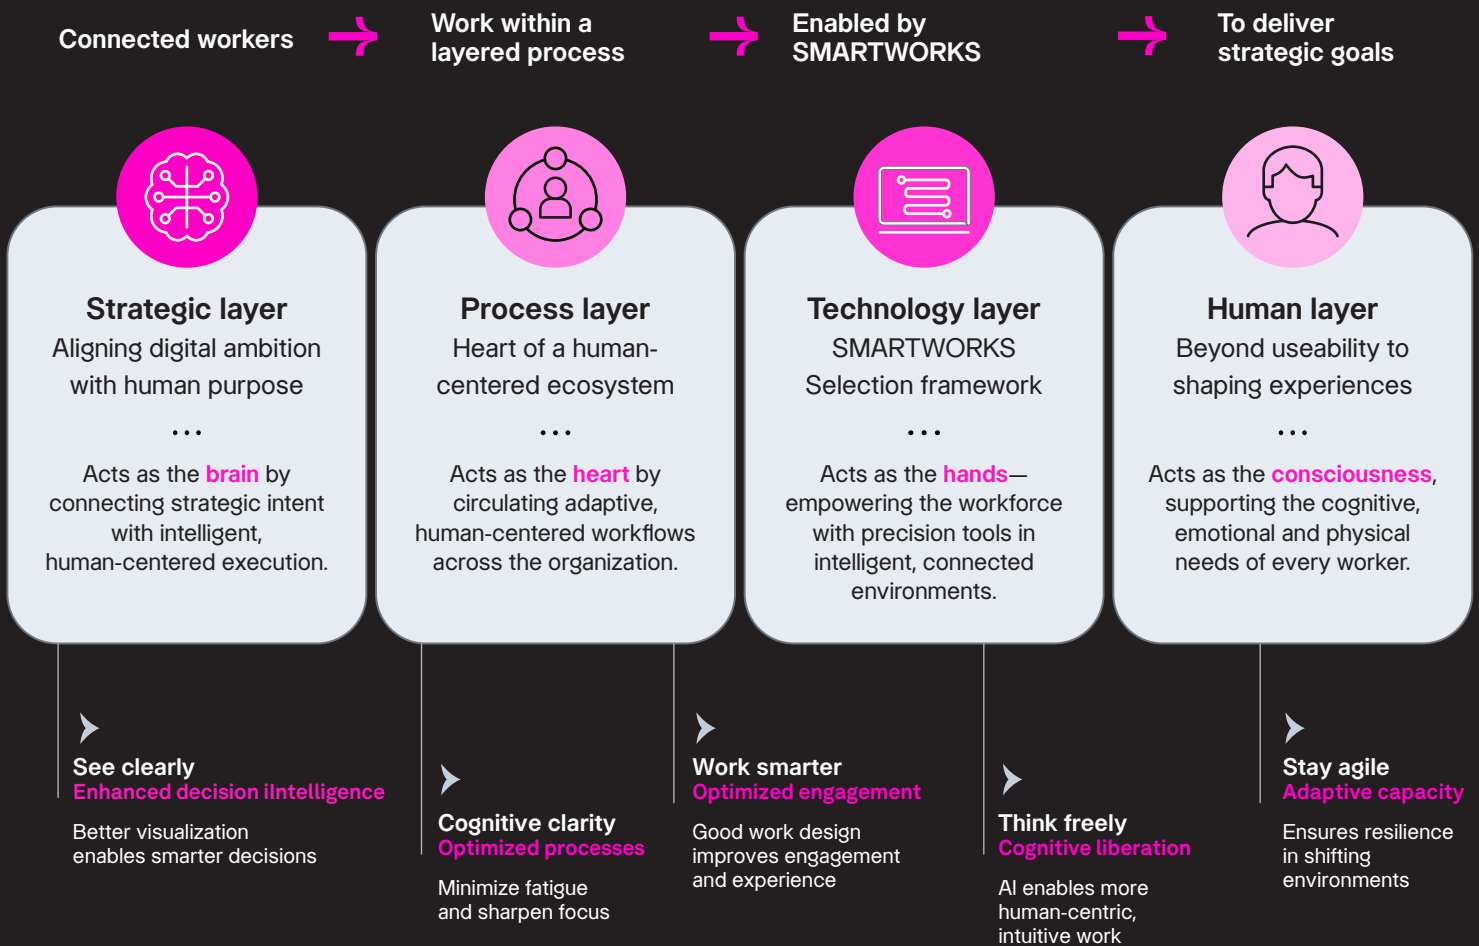 Connected workers
Work within a
layered process
Enabled by
SMARTWORKS
To deliver
strategic goals
Strategic layer
Aligning digital ambition
with human purpose
...
Acts as the brain by
connecting strategic intent
with intelligent,
human-centered execution.
Process layer
Heart of a human-
centered ecosystem
...
Acts as the heart by
circulating adaptive,
human-centered workflows
across the organization.
Technology layer
SMARTWORKS
Selection framework
...
Acts as the hands—
empowering the workforce
with precision tools in
intelligent, connected
environments.
Human layer
Beyond useability to
shaping experiences
...
Acts as the consciousness,
supporting the cognitive,
emotional and physical
needs of every worker.
See clearly
Enhanced decision iIntelligence
Better visualization
enables smarter decisions
Cognitive clarity
Optimized processes
Minimize fatigue
and sharpen focus
Work smarter
Optimized engagement
Good work design
improves engagement
and experience
Think freely
Cognitive liberation
AI enables more
human-centric,
intuitive work
Stay agile
Adaptive capacity
Ensures resilience
in shifting
environments